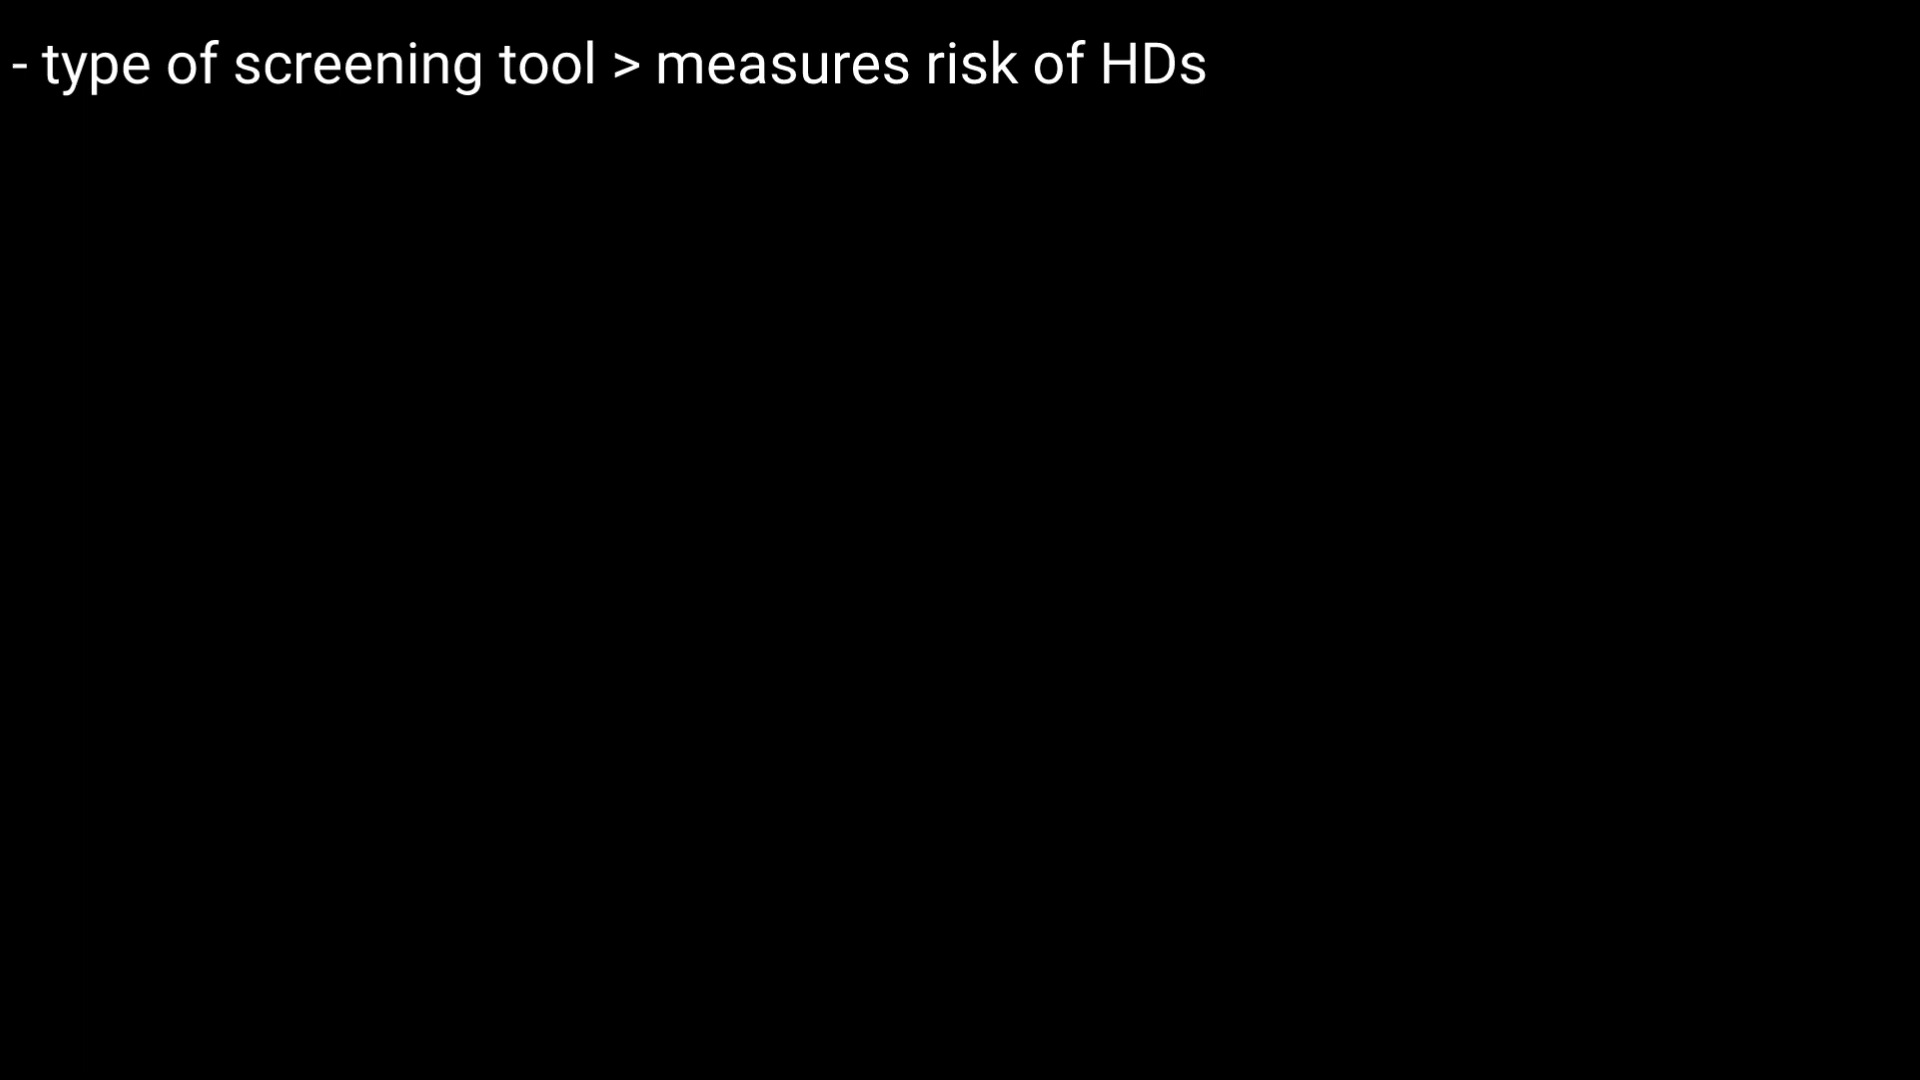 - type of screening tool > measures risk of HDs